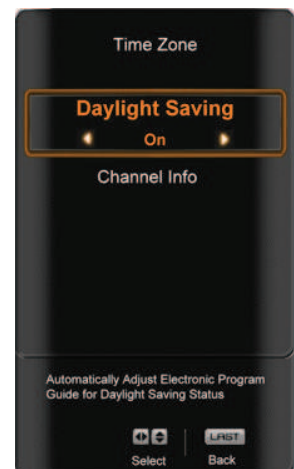 Time Zone
Daylight Saving
On
Channel Info
Automatically Adjust Electronic Program
Guide for Daylight Saving Status
LAST
Select
Back